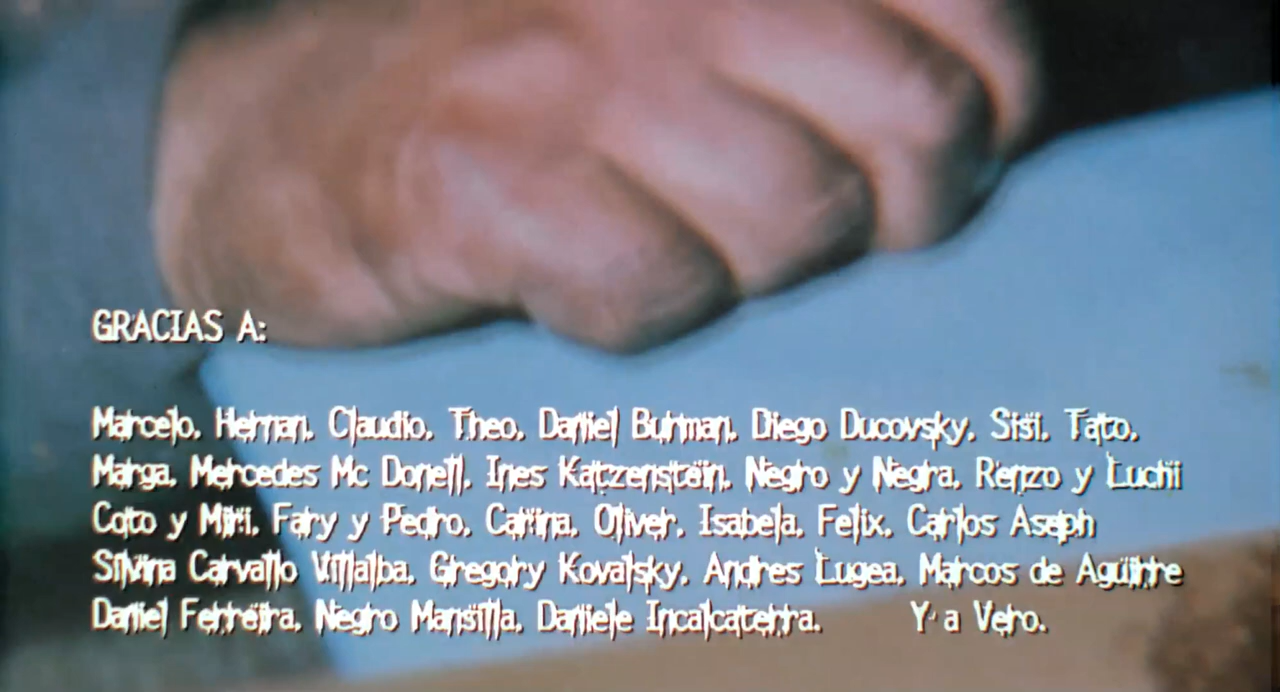 GRACIAS A:
Marcelo, Hernan, Claudio, Theo, Daniel Burman, Diego Ducovsky, Sisi, Tato,
Marga, Mercedes Mc Donell, Ines Katzenstein, Negro y Negra, Renzo y Luchi
Coto y Miri, Fary y Pedro, Carina, Oliver, Isabela, Felix, Carlos Aseph
Silvina Carvallo Villalba, Gregory Kovalsky, Andres Lugea, Marcos de Aguirre
Daniel Ferreira, Negro Mansilla, Daniele Incalcaterra. Y a Vero.